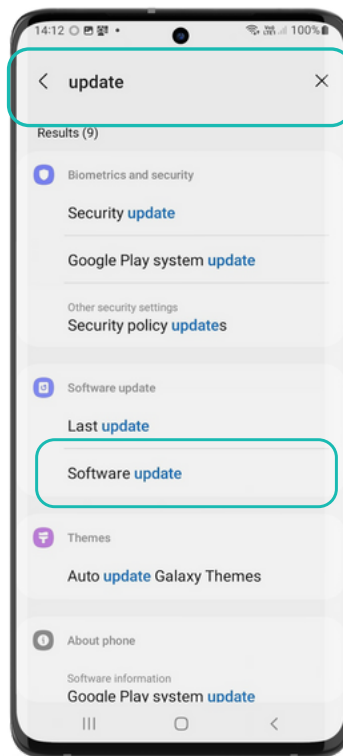 14:12 100%
update
Results (9)
Biometrics and security
Security update
Google Play system update
Other security settings
Security policy updates
Software update
Last update
Software update
Themes
Auto update Galaxy Themes
About phone
Software information
Google Play system update